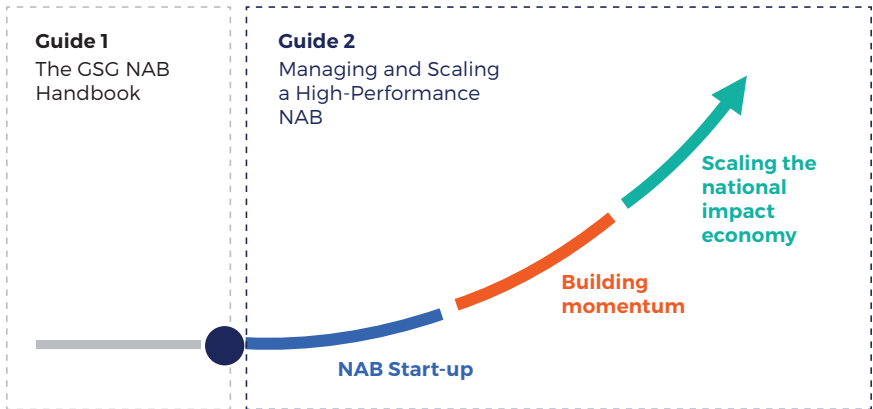 Guide 1
The GSG NAB
Handbook
Guide 2
Managing and Scaling
a High-Performance
NAB
Scaling the
national
impact
economy
Building
momentum
NAB Start-up